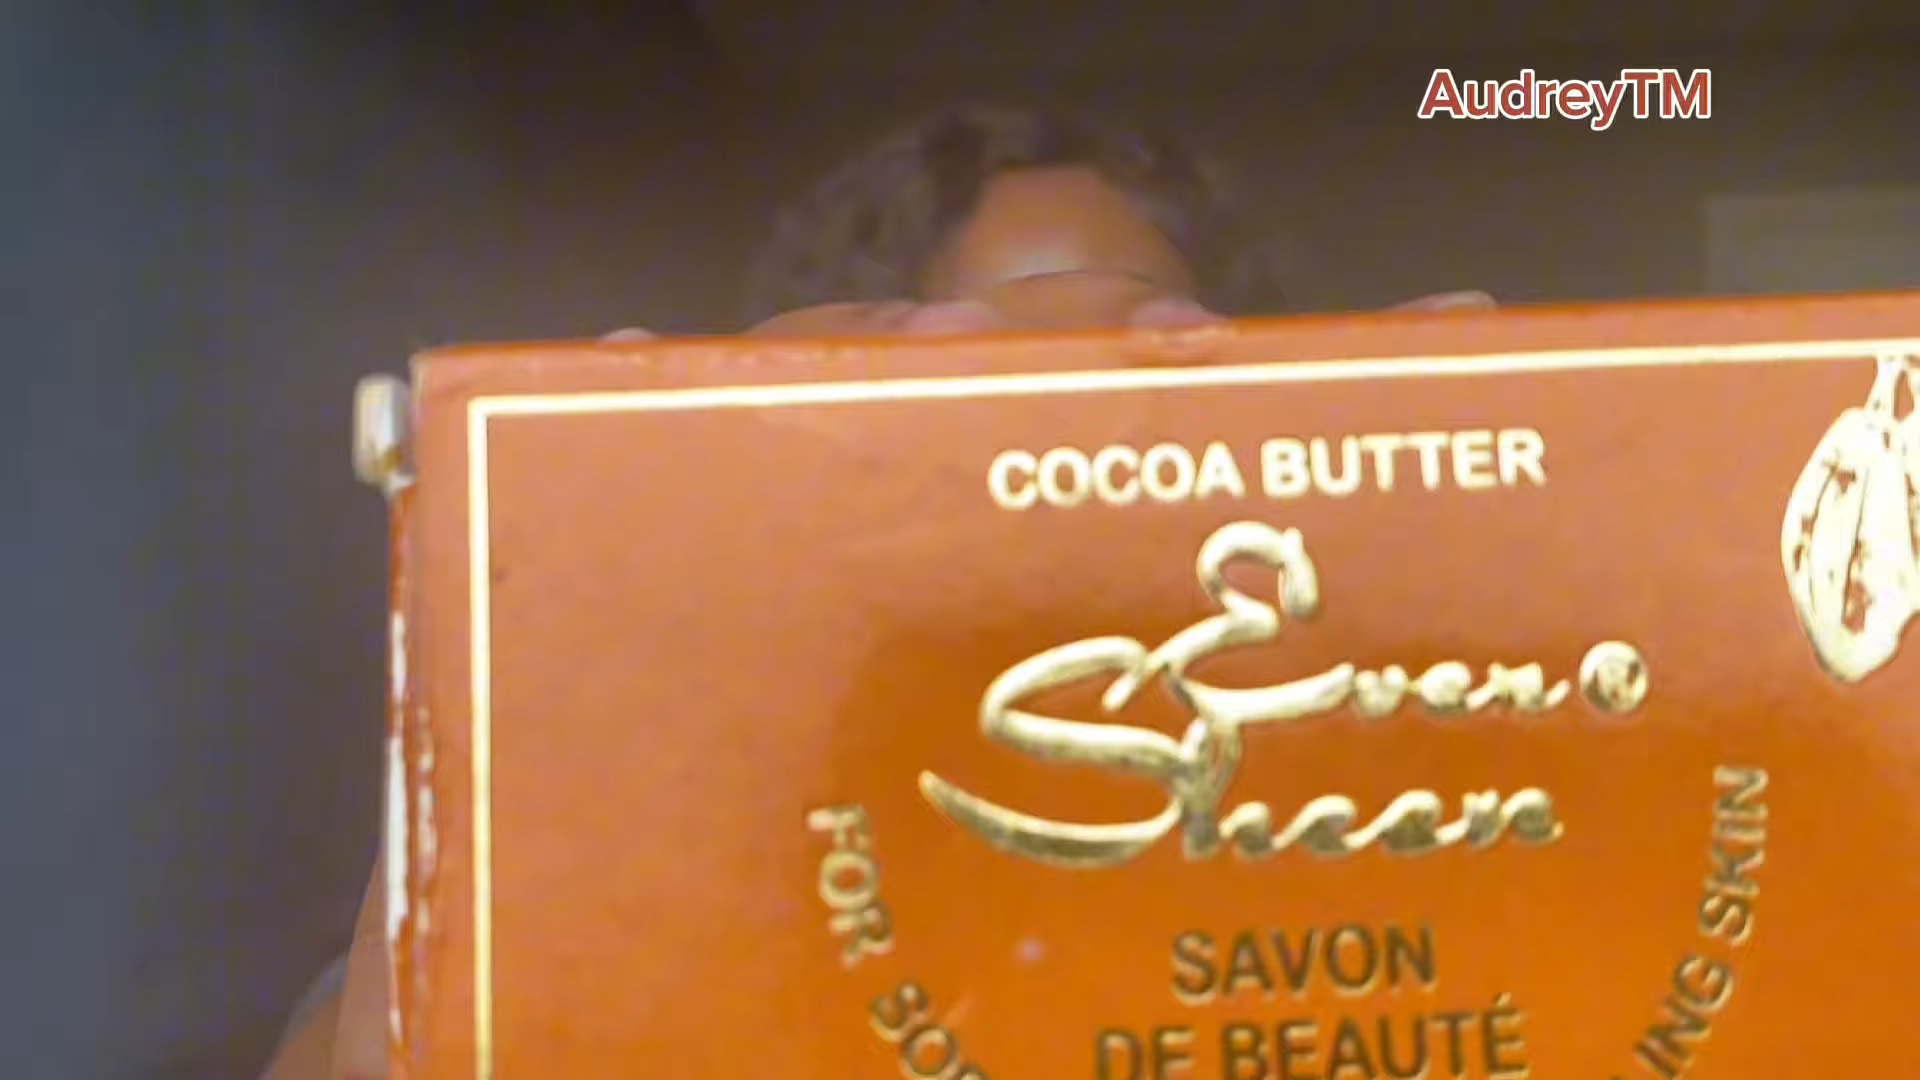 AudreyTM
COCOA BUTTER
Even®
Sheen
SAVON
DE BEAUTÉ
FOR
SKIN